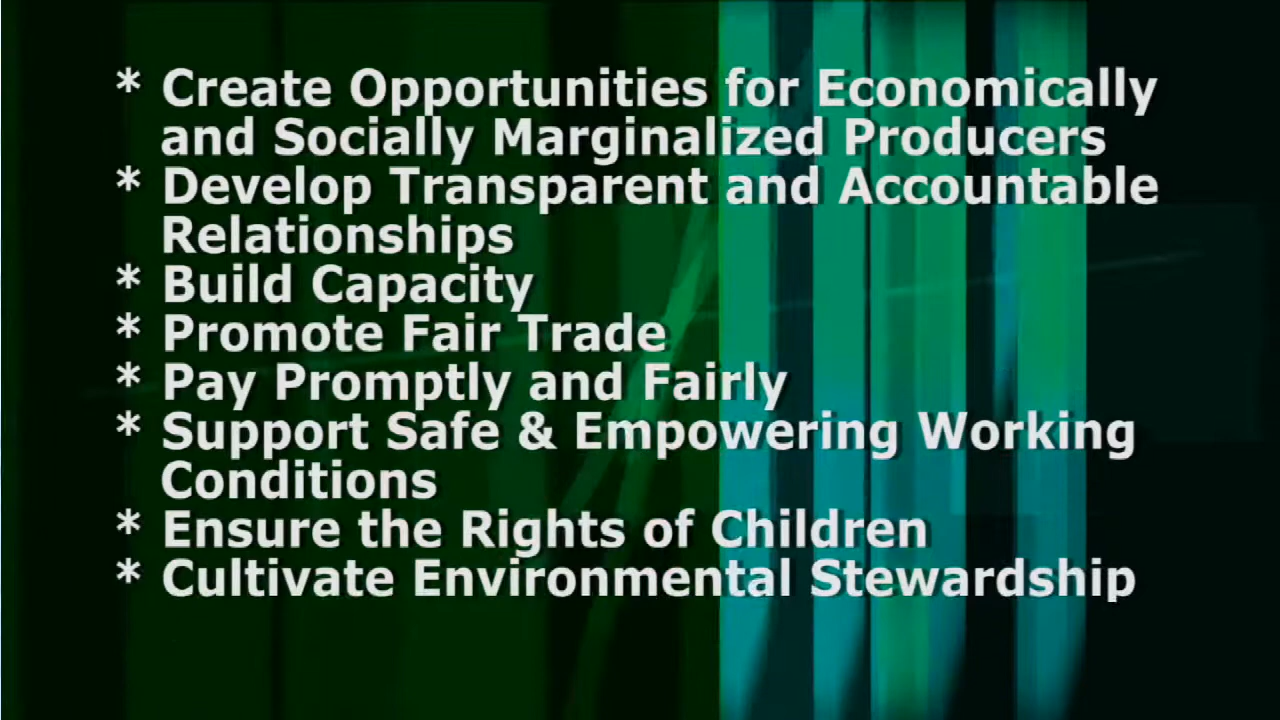 * Create Opportunities for Economically
and Socially Marginalized Producers
* Develop Transparent and Accountable
Relationships
* Build Capacity
* Promote Fair Trade
* Pay Promptly and Fairly
* Support Safe & Empowering Working
Conditions
* Ensure the Rights of Children
* Cultivate Environmental Stewardship